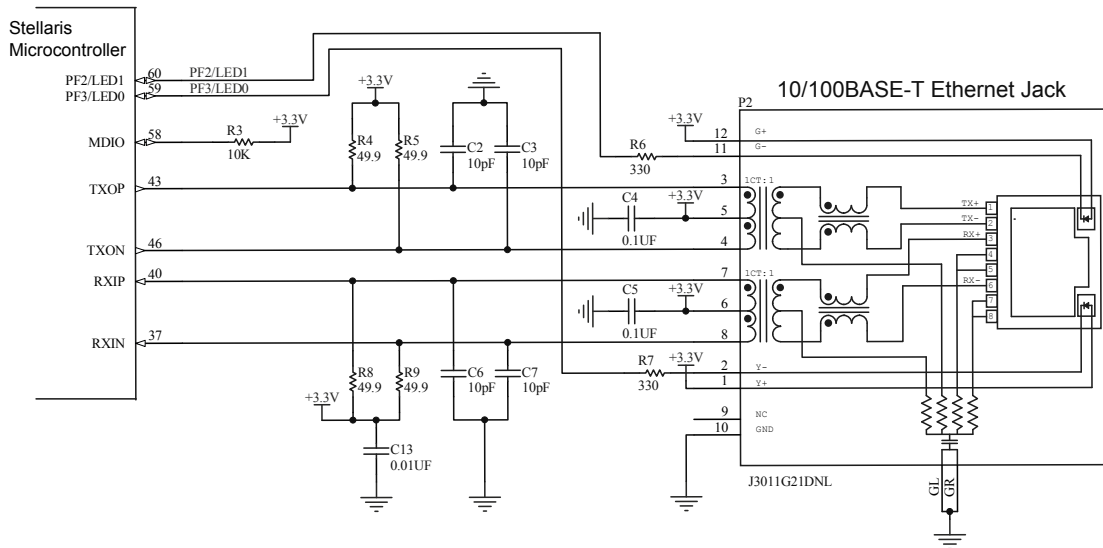 Stellaris
Microcontroller
PF2/LED1
60
PF2/LED1
PF3/LED0
59
PF3/LED0
MDIO
58
R3
10K
+3.3V
TXOP
43
TXON
46
RXIP
40
RXIN
37
+3.3V
R4
49.9
R5
49.9
C2
10pF
C3
10pF
R6
330
C4
0.1UF
+3.3V
C5
0.1UF
+3.3V
R7
330
+3.3V
R8
49.9
R9
49.9
+3.3V
C6
10pF
C7
10pF
C13
0.01UF
10/100BASE-T Ethernet Jack
P2
+3.3V
12
G+
11
G-
3
1CT:1
5
4
7
1CT:1
6
8
2
Y-
1
Y+
9
NC
10
GND
TX+
1
TX-
2
RX+
3
4
5
RX-
6
7
8
J3011G21DNL
GL
GR